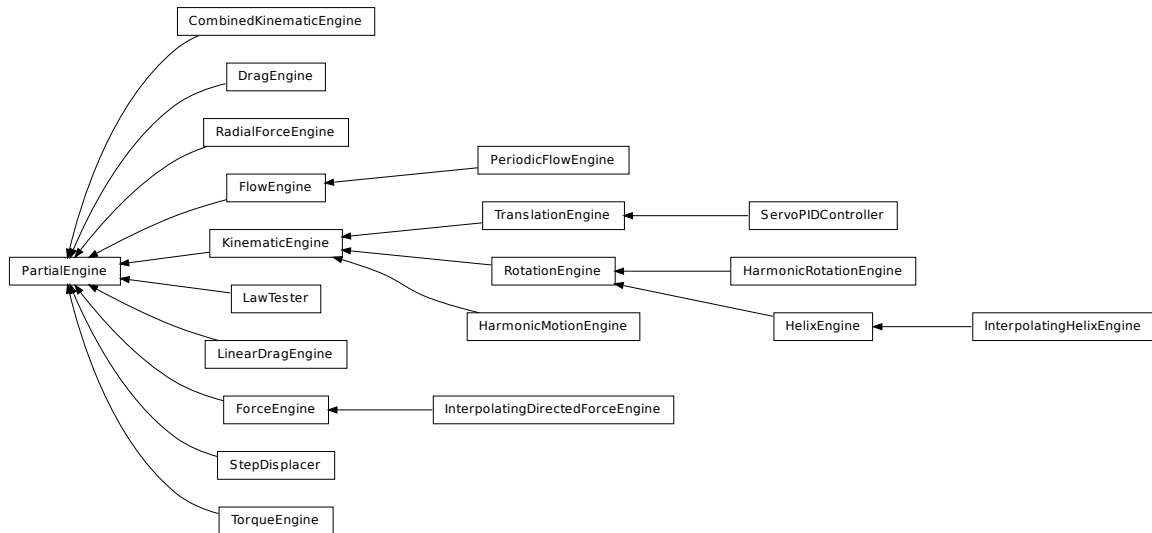 CombinedKinematicEngine
DragEngine
RadialForceEngine
PeriodicFlowEngine
FlowEngine
TranslationEngine
ServoPIDController
KinematicEngine
PartialEngine
RotationEngine
HarmonicRotationEngine
LawTester
HarmonicMotionEngine
HelixEngine
InterpolatingHelixEngine
LinearDragEngine
ForceEngine
InterpolatingDirectedForceEngine
StepDisplacer
TorqueEngine